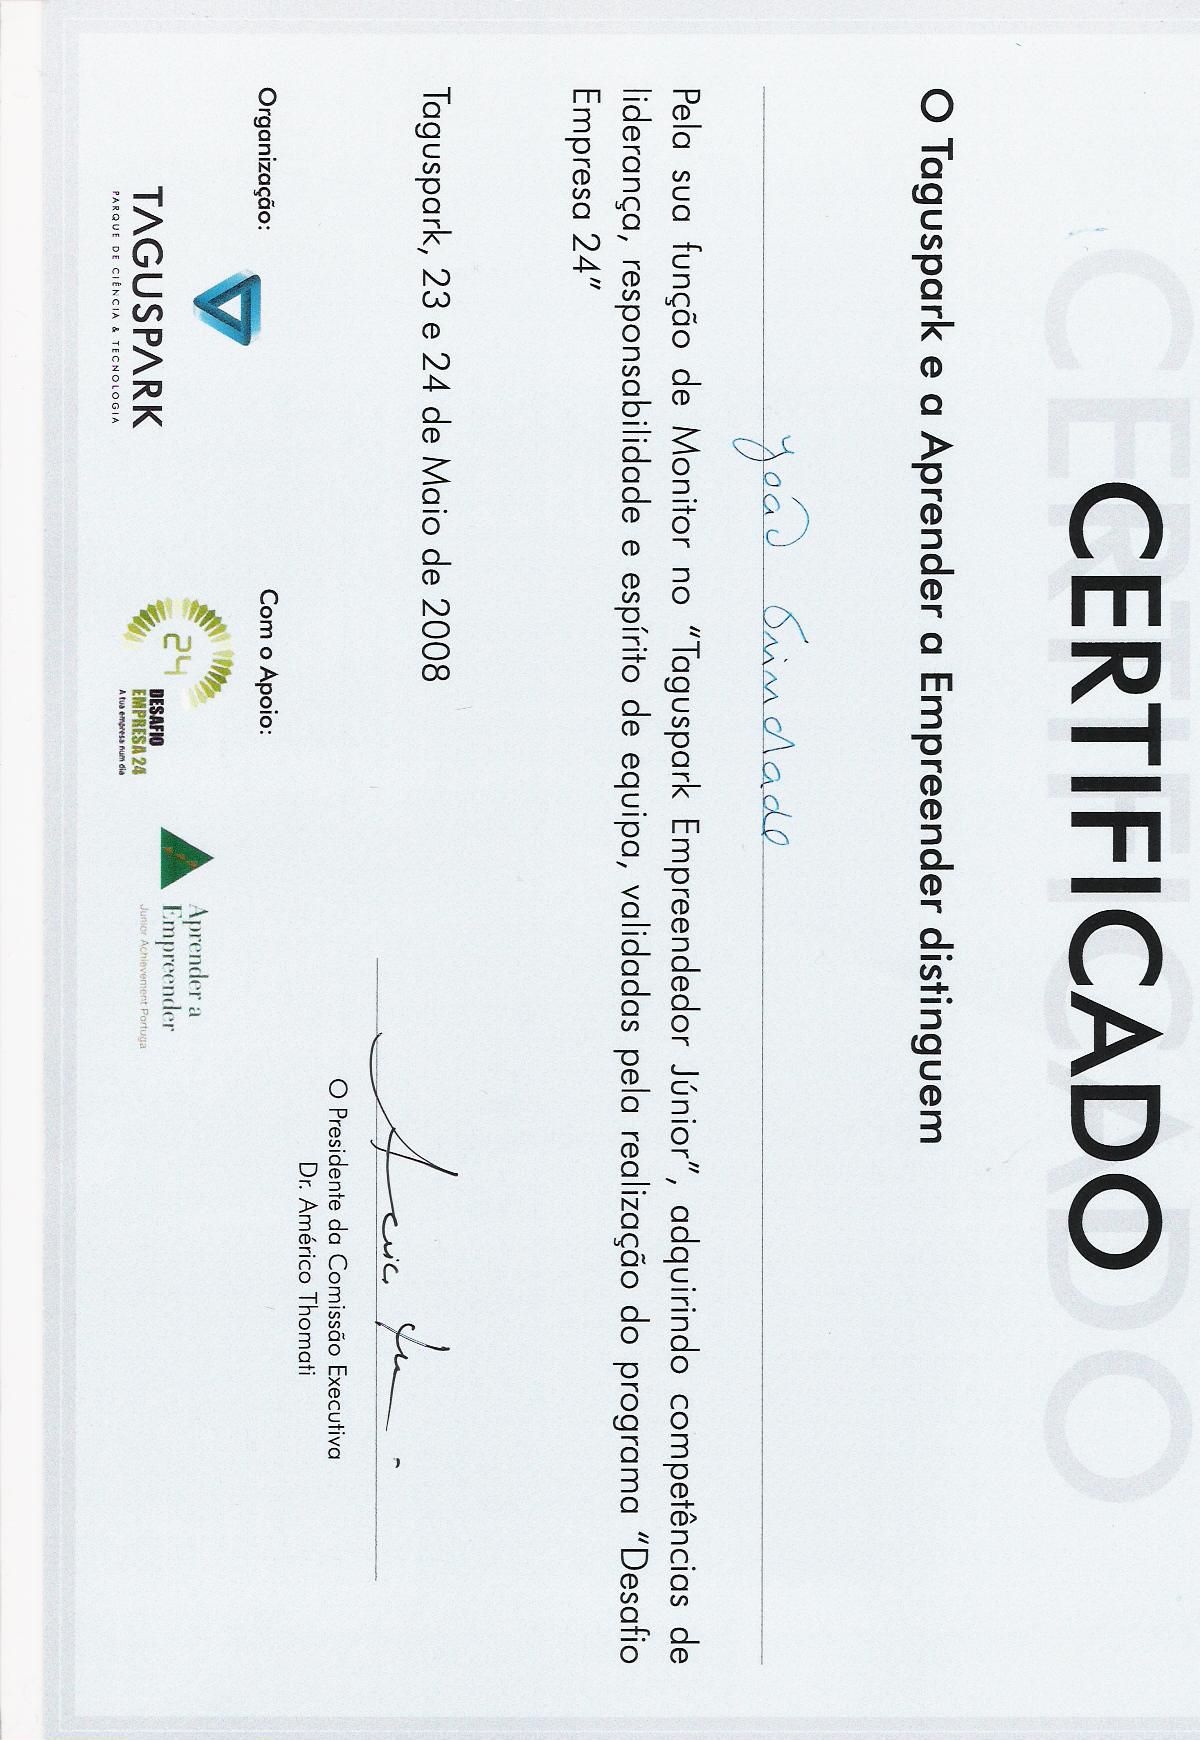 CERTIFICADO
O Taguspark e a Aprender a Empreender distinguem
João Trindade
Pela sua função de Monitor no “Taguspark Empreendedor Júnior”, adquirindo competências de
liderança, responsabilidade e espírito de equipa, validadas pela realização do programa “Desafio
Empresa 24”
Taguspark, 23 e 24 de Maio de 2008
O Presidente da Comissão Executiva
Dr. Américo Thomati
Organização:
Com o Apoio:
TAGUSPARK
PARQUE DE CIÊNCIA & TECNOLOGIA
24
DESAFIO
EMPRESA 24
A tua empresa num dia
Aprender a
Empreender
Junior Achievement Portuga